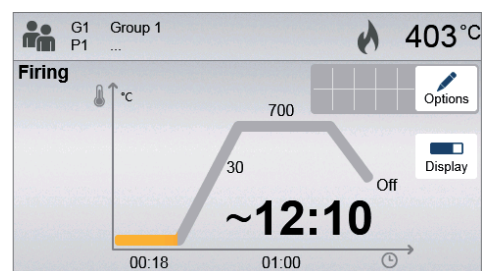 G1 Group 1
P1 ...
403°C
Firing
°C
Options
700
Display
30
Off
~12:10
00:18 01:00